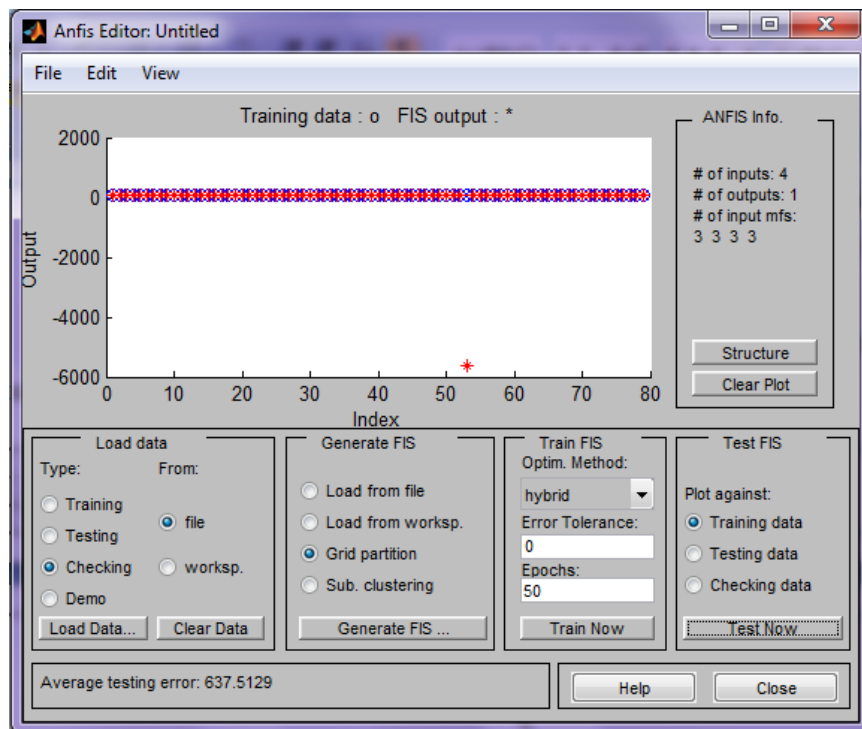 Anfis Editor: Untitled
File Edit View
Training data : o FIS output : *
2000
0
-2000
-4000
-6000
Output
0 10 20 30 40 50 60 70 80
Index
ANFIS Info.
# of inputs: 4
# of outputs: 1
# of input mfs:
3 3 3 3
Structure
Clear Plot
Load data
Type: From:
Training
file
Testing
Checking
worksp.
Demo
Load Data... Clear Data
Generate FIS
Load from file
Load from worksp.
Grid partition
Sub. clustering
Generate FIS ...
Train FIS
Optim. Method:
hybrid
Error Tolerance:
0
Epochs:
50
Train Now
Test FIS
Plot against:
Training data
Testing data
Checking data
Test Now
Average testing error: 637.5129
Help
Close